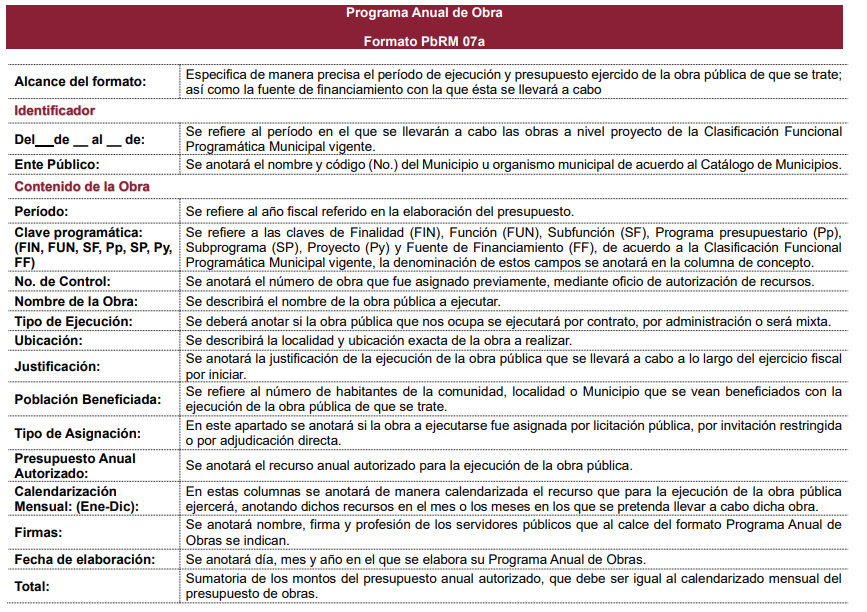 Programa Anual de Obra
Formato PbRM 07a
Alcance del formato:
Especifica de manera precisa el período de ejecución y presupuesto ejercido de la obra pública de que se trate;
así como la fuente de financiamiento con la que ésta se llevará a cabo
Identificador
Del___de __ al __ de:
Se refiere al período en el que se llevarán a cabo las obras a nivel proyecto de la Clasificación Funcional
Programática Municipal vigente.
Ente Público:
Se anotará el nombre y código (No.) del Municipio u organismo municipal de acuerdo al Catálogo de Municipios.
Contenido de la Obra
Período:
Se refiere al año fiscal referido en la elaboración del presupuesto.
Clave programática:
(FIN, FUN, SF, Pp, SP, Py,
FF)
Se refiere a las claves de Finalidad (FIN), Función (FUN), Subfunción (SF), Programa presupuestario (Pp),
Subprograma (SP), Proyecto (Py) y Fuente de Financiamiento (FF), de acuerdo a la Clasificación Funcional
Programática Municipal vigente, la denominación de estos campos se anotará en la columna de concepto.
No. de Control:
Se anotará el número de obra que fue asignado previamente, mediante oficio de autorización de recursos.
Nombre de la Obra:
Se describirá el nombre de la obra pública a ejecutar.
Tipo de Ejecución:
Se deberá anotar si la obra pública que nos ocupa se ejecutará por contrato, por administración o será mixta.
Ubicación:
Se describirá la localidad y ubicación exacta de la obra a realizar.
Justificación:
Se anotará la justificación de la ejecución de la obra pública que se llevará a cabo a lo largo del ejercicio fiscal
por iniciar.
Población Beneficiada:
Se refiere al número de habitantes de la comunidad, localidad o Municipio que se vean beneficiados con la
ejecución de la obra pública de que se trate.
Tipo de Asignación:
En este apartado se anotará si la obra a ejecutarse fue asignada por licitación pública, por invitación restringida
o por adjudicación directa.
Presupuesto Anual
Autorizado:
Se anotará el recurso anual autorizado para la ejecución de la obra pública.
Calendarización
Mensual: (Ene-Dic):
En estas columnas se anotará de manera calendarizada el recurso que para la ejecución de la obra pública
ejercerá, anotando dichos recursos en el mes o los meses en los que se pretenda llevar a cabo dicha obra.
Firmas:
Se anotará nombre, firma y profesión de los servidores públicos que al calce del formato Programa Anual de
Obras se indican.
Fecha de elaboración:
Se anotará día, mes y año en el que se elabora su Programa Anual de Obras.
Total:
Sumatoria de los montos del presupuesto anual autorizado, que debe ser igual al calendarizado mensual del
presupuesto de obras.